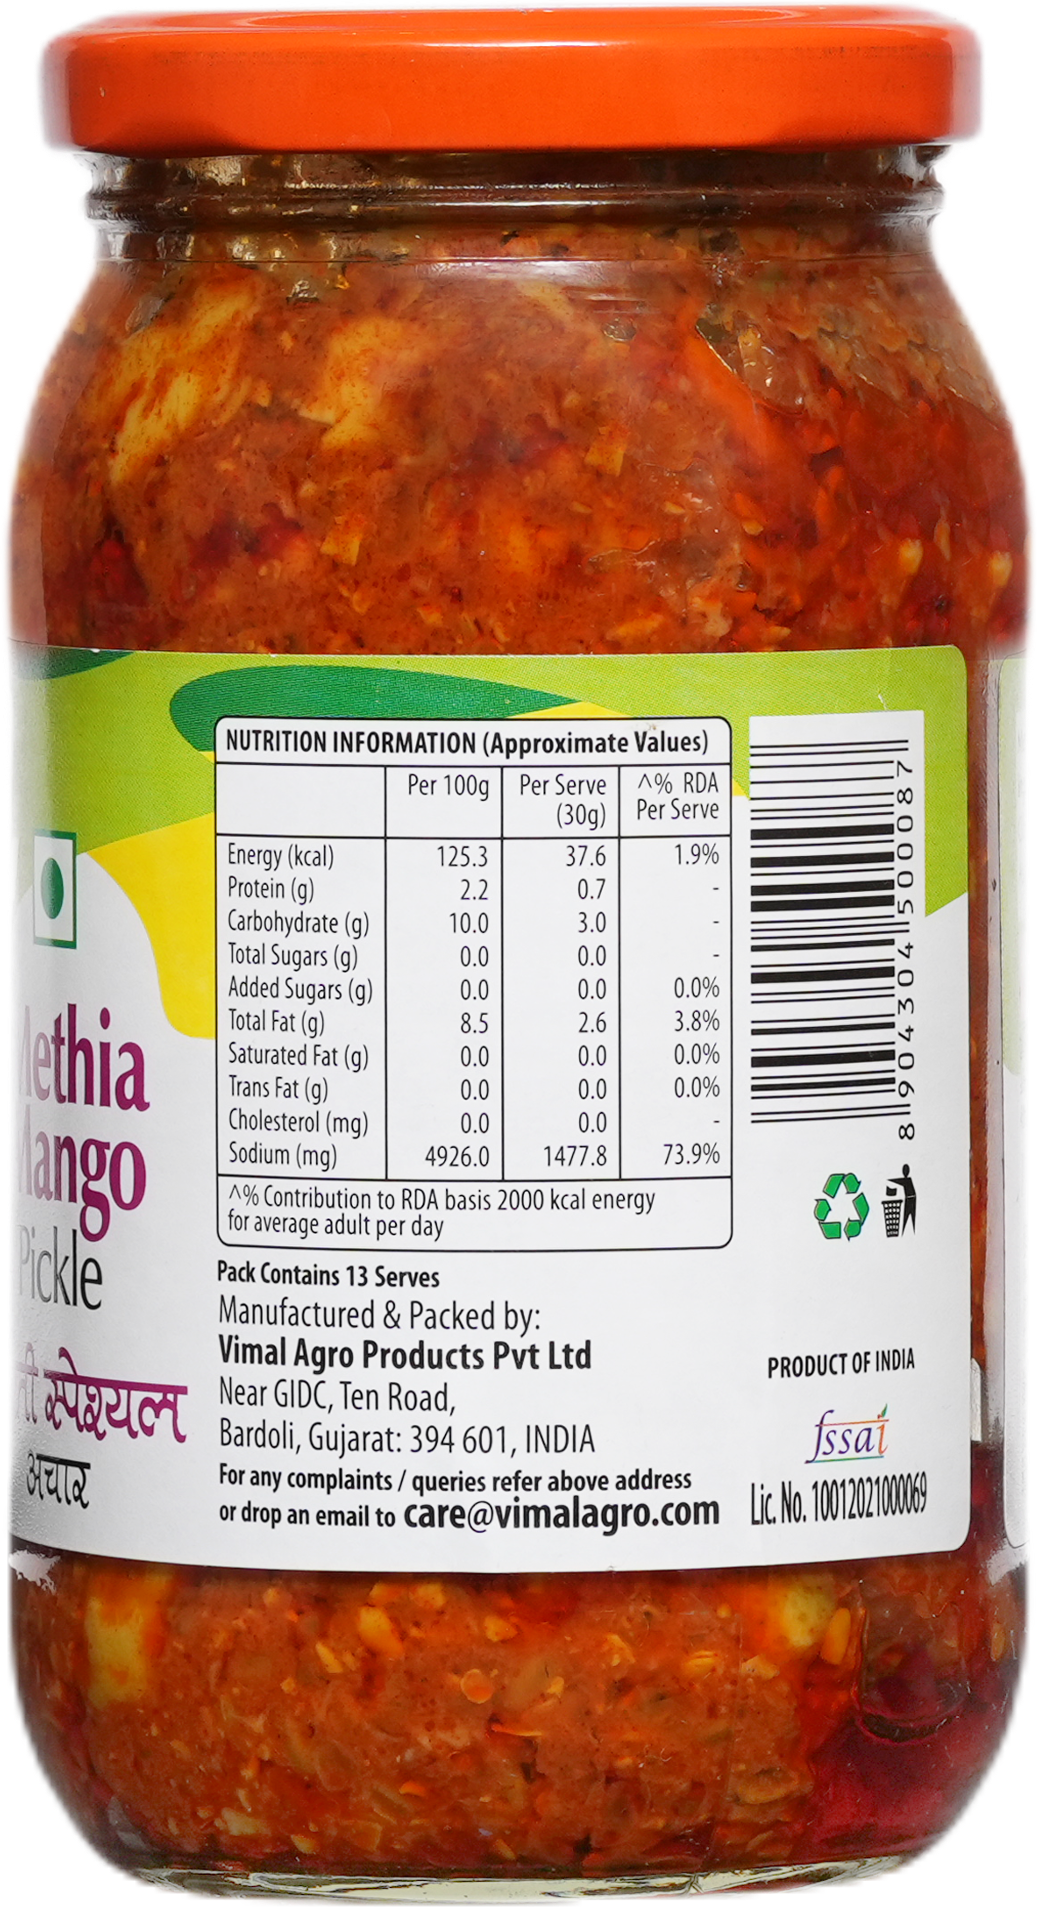 NUTRITION INFORMATION (Approximate Values)
Per 100g Per Serve (30g) ^% RDA Per Serve
Energy (kcal) 125.3 37.6 1.9%
Protein (g) 2.2 0.7 -
Carbohydrate (g) 10.0 3.0 -
Total Sugars (g) 0.0 0.0 -
Added Sugars (g) 0.0 0.0 0.0%
Total Fat (g) 8.5 2.6 3.8%
Saturated Fat (g) 0.0 0.0 0.0%
Trans Fat (g) 0.0 0.0 0.0%
Cholesterol (mg) 0.0 0.0 -
Sodium (mg) 4926.0 1477.8 73.9%
^% Contribution to RDA basis 2000 kcal energy
for average adult per day
Pack Contains 13 Serves
Manufactured & Packed by:
Vimal Agro Products Pvt Ltd
Near GIDC, Ten Road,
Bardoli, Gujarat: 394 601, INDIA
For any complaints / queries refer above address
or drop an email to care@vimalagro.com
8904304500087
PRODUCT OF INDIA
fssai
Lic. No. 10012021000069
ethia
ango
Pickle
स्पेश्यल
अचार